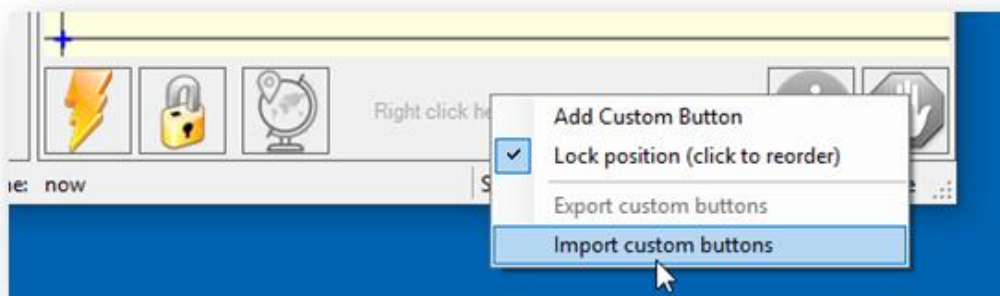 Right click he
Add Custom Button
Lock position (click to reorder)
Export custom buttons
Import custom buttons
e: now
S
e